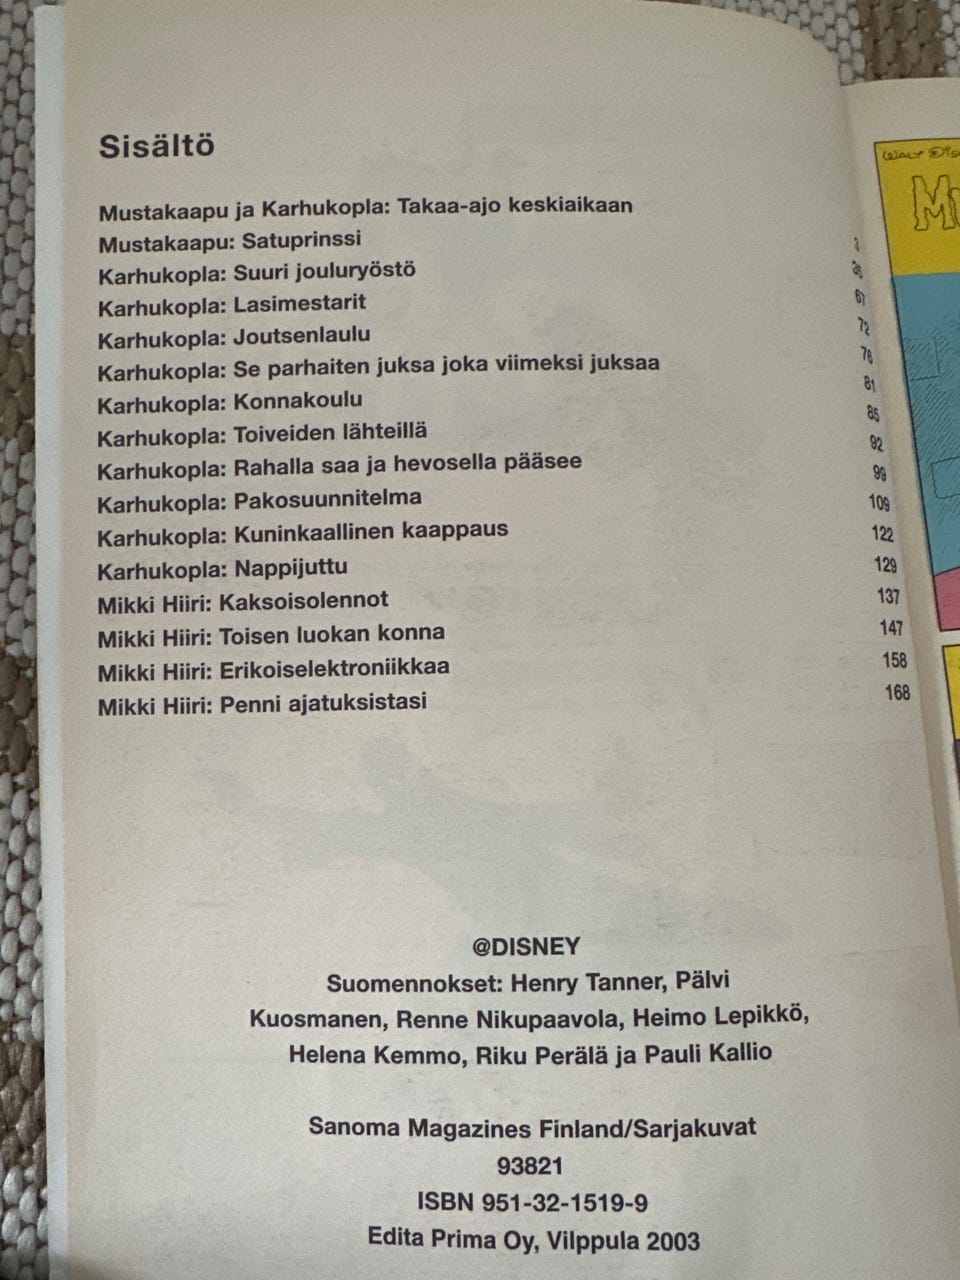 Sisältö
Mustakaapu ja Karhukopla: Takaa-ajo keskiaikaan 3
Mustakaapu: Satuprinssi 35
Karhukopla: Suuri jouluryöstö 67
Karhukopla: Lasimestarit 72
Karhukopla: Joutsenlaulu 76
Karhukopla: Se parhaiten juksa joka viimeksi juksaa 81
Karhukopla: Konnakoulu 85
Karhukopla: Toiveiden lähteillä 92
Karhukopla: Rahalla saa ja hevosella pääsee 99
Karhukopla: Pakosuunnitelma 109
Karhukopla: Kuninkaallinen kaappaus 122
Karhukopla: Nappijuttu 129
Mikki Hiiri: Kaksoisolennot 137
Mikki Hiiri: Toisen luokan konna 147
Mikki Hiiri: Erikoiselektroniikkaa 158
Mikki Hiiri: Penni ajatuksistasi 168
@DISNEY
Suomennokset: Henry Tanner, Pälvi
Kuosmanen, Renne Nikupaavola, Heimo Lepikkö,
Helena Kemmo, Riku Perälä ja Pauli Kallio
Sanoma Magazines Finland/Sarjakuvat
93821
ISBN 951-32-1519-9
Edita Prima Oy, Vilppula 2003
WALT